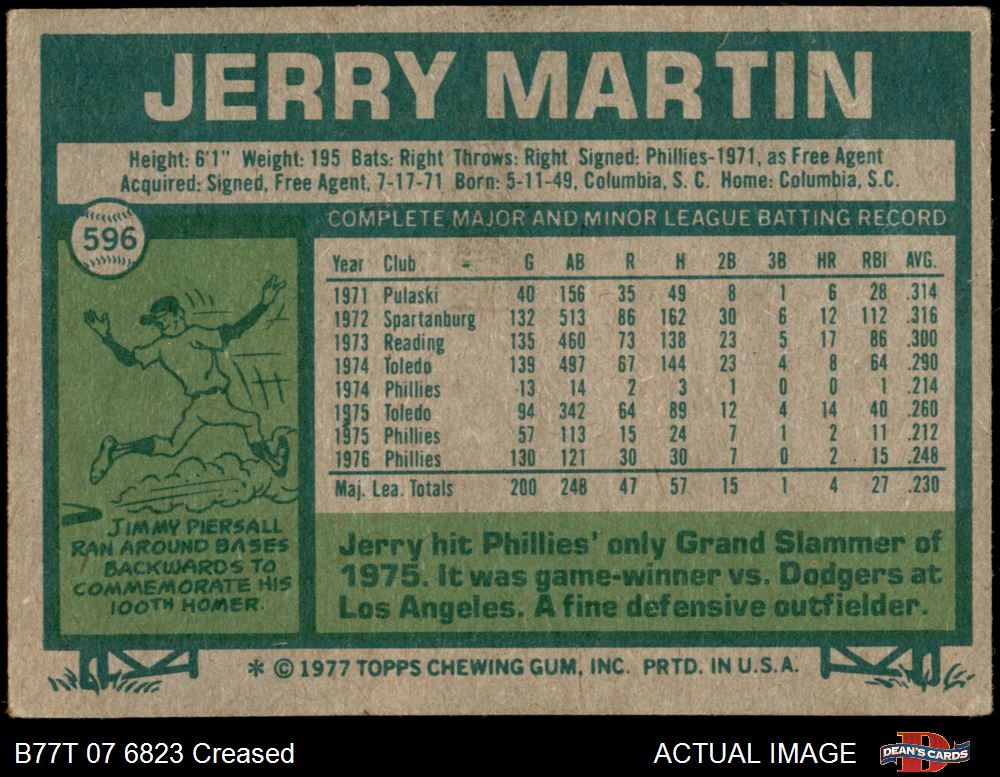 JERRY MARTIN
Height: 6'1" Weight: 195 Bats: Right Throws: Right Signed: Phillies-1971, as Free Agent
Acquired: Signed, Free Agent, 7-17-71 Born: 5-11-49, Columbia, S. C. Home: Columbia, S.C.
596
COMPLETE MAJOR AND MINOR LEAGUE BATTING RECORD
Year Club G AB R H 2B 3B HR RBI AVG.
1971 Pulaski 40 156 35 49 8 1 6 28 .314
1972 Spartanburg 132 513 86 162 30 6 12 112 .316
1973 Reading 135 460 73 138 23 5 17 86 .300
1974 Toledo 139 497 67 144 23 4 8 64 .290
1974 Phillies 13 14 2 3 1 0 0 1 .214
1975 Toledo 94 342 64 89 12 4 14 40 .260
1975 Phillies 57 113 15 24 7 1 2 11 .212
1976 Phillies 130 121 30 30 7 0 2 15 .248
Maj. Lea. Totals 200 248 47 57 15 1 4 27 .230
JIMMY PIERSALL
RAN AROUND BASES
BACKWARDS TO
COMMEMORATE HIS
100TH HOMER.
Jerry hit Phillies' only Grand Slammer of
1975. It was game-winner vs. Dodgers at
Los Angeles. A fine defensive outfielder.
* © 1977 TOPPS CHEWING GUM, INC. PRTD. IN U.S.A.
B77T 07 6823 Creased
ACTUAL IMAGE
DEAN'S CARDS